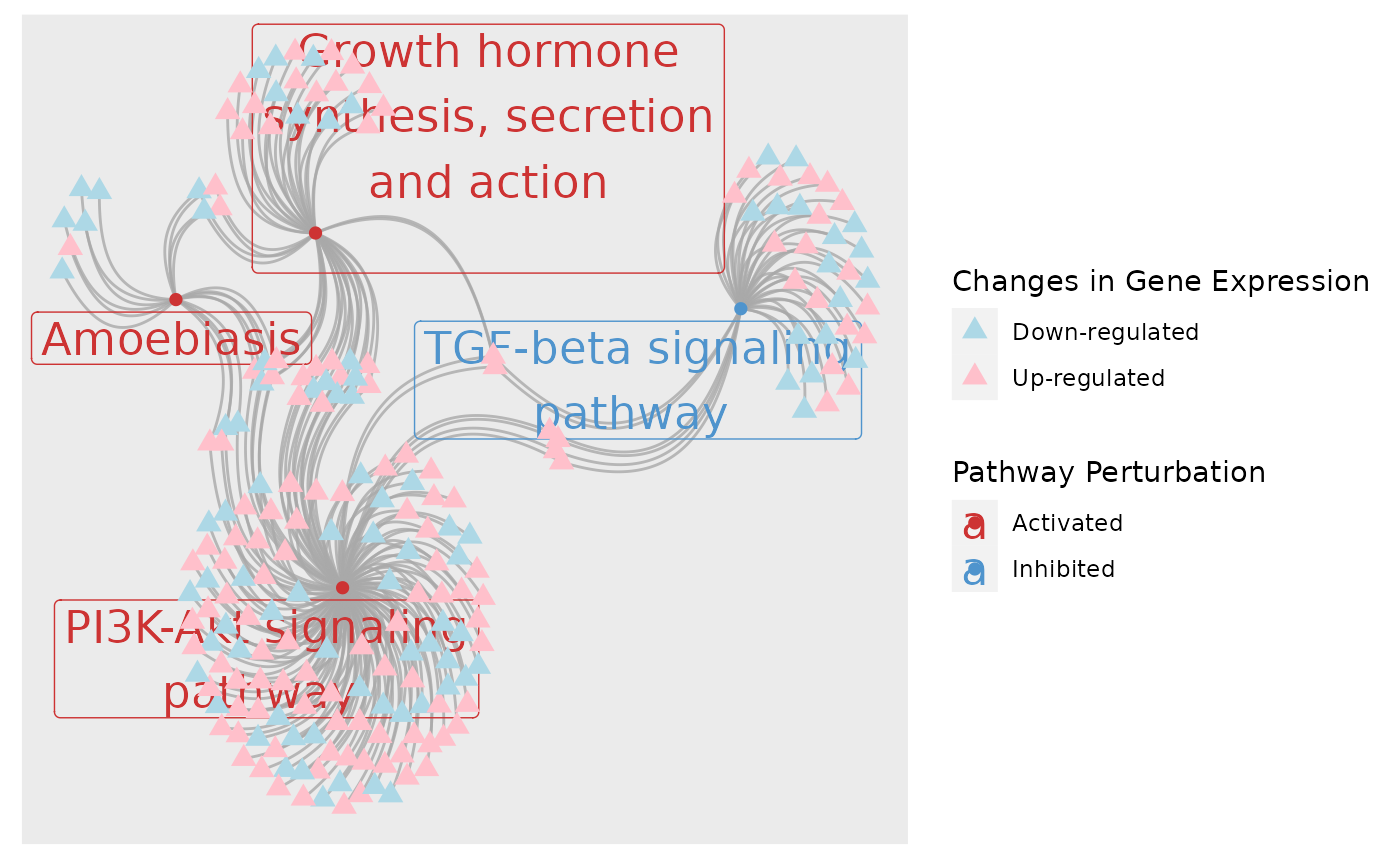 Growth hormone
synthesis, secretion
and action
Amoebiasis
TGF-beta signaling
pathway
PI3K-Akt signaling
pathway
Changes in Gene Expression
Down-regulated
Up-regulated
Pathway Perturbation
a Activated
a Inhibited